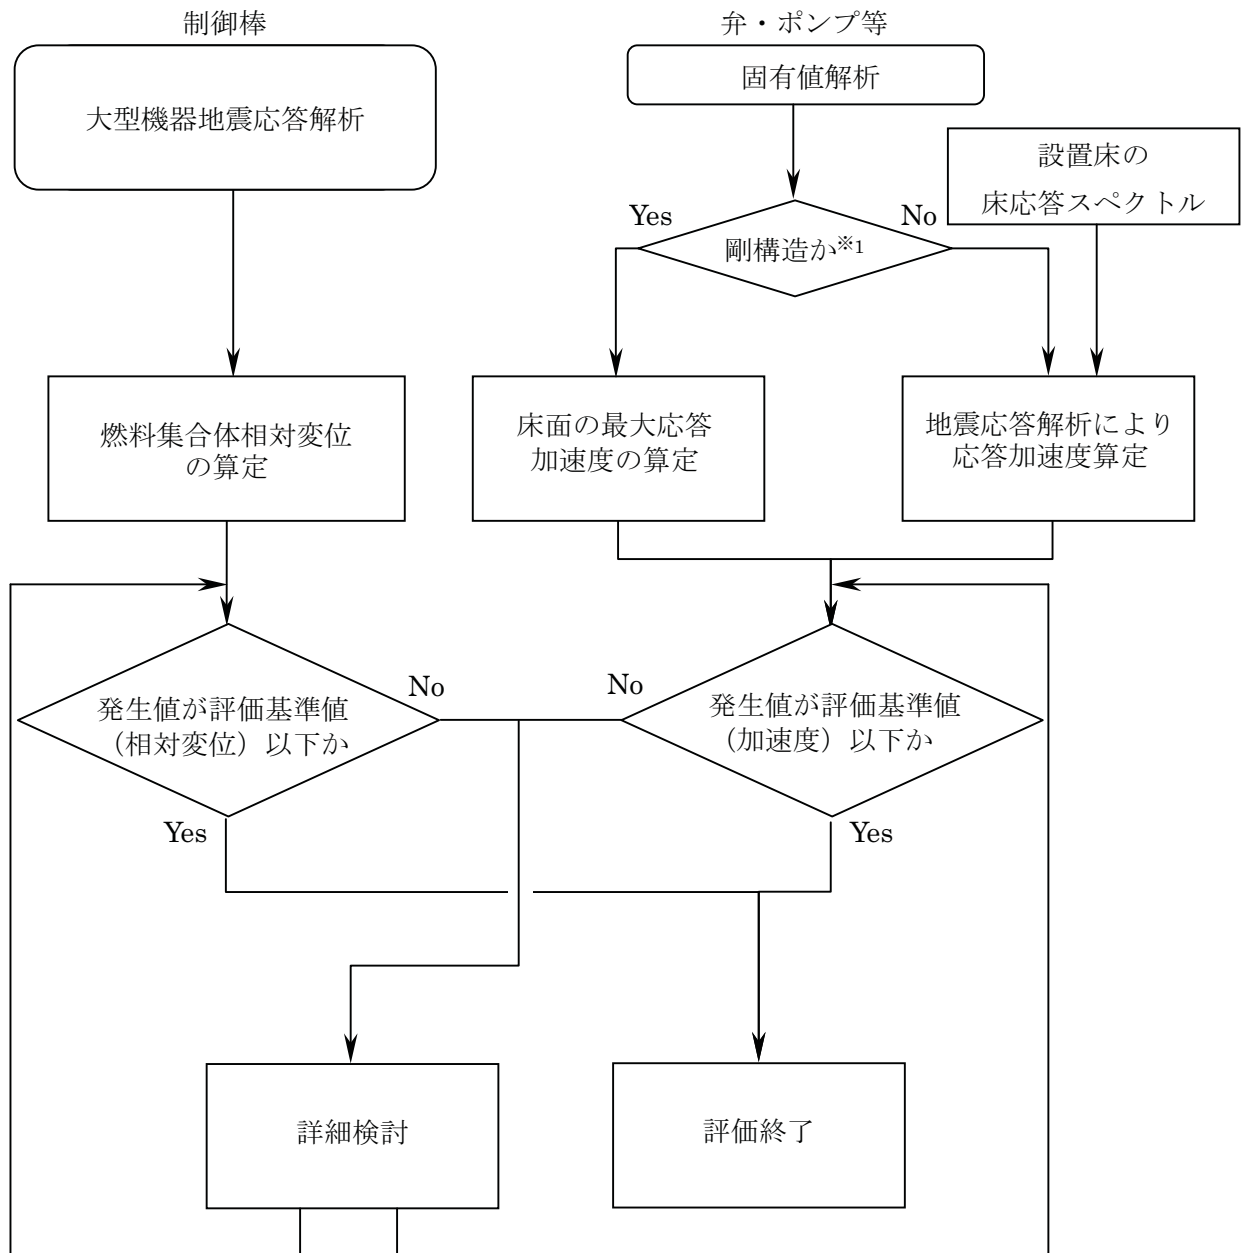 制御棒
弁・ポンプ等
大型機器地震応答解析
固有値解析
設置床の
床応答スペクトル
Yes
No
剛構造か※1
燃料集合体相対変位
の算定
床面の最大応答
加速度の算定
地震応答解析により
応答加速度算定
No
No
発生値が評価基準値
（相対変位）以下か
発生値が評価基準値
（加速度）以下か
Yes
Yes
詳細検討
評価終了